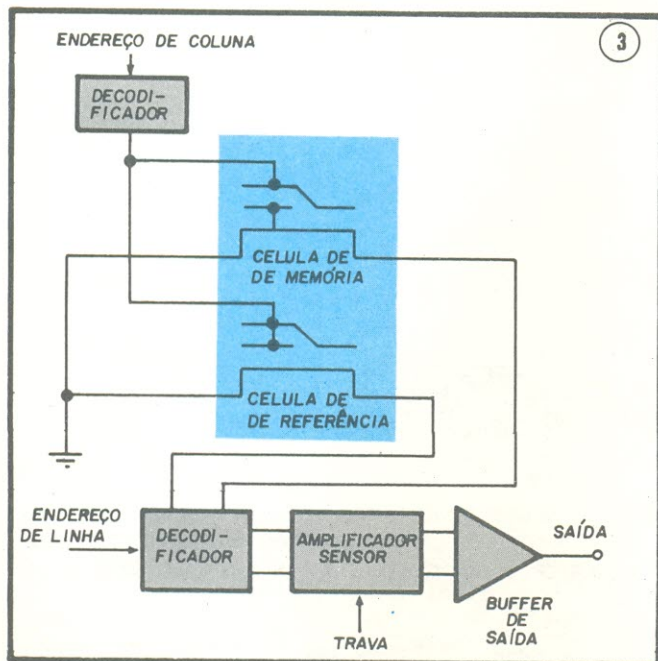 3
ENDEREÇO DE COLUNA
DECODI-
FICADOR
CELULA DE
DE MEMÓRIA
CELULA DE
DE REFERÊNCIA
ENDEREÇO
DE LINHA
DECODI-
FICADOR
AMPLIFICADOR
SENSOR
TRAVA
BUFFER
DE
SAÍDA
SAÍDA